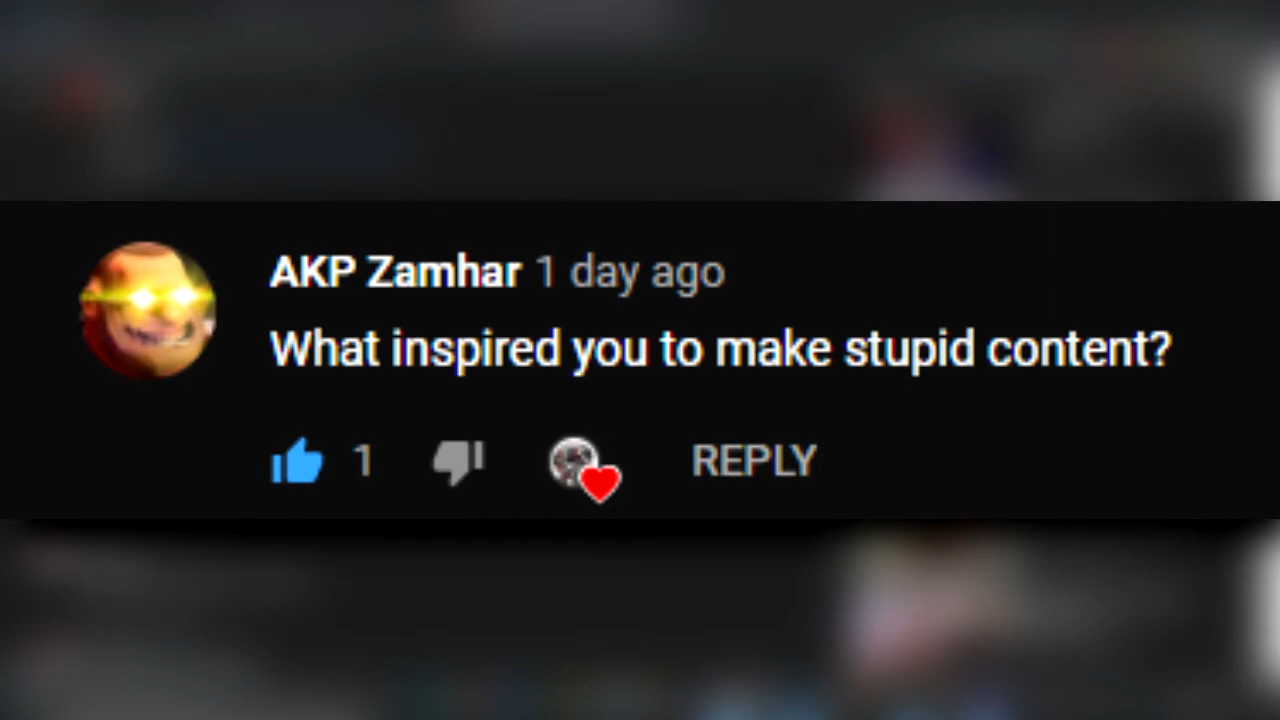 AKP Zamhar 1 day ago
What inspired you to make stupid content?
1 REPLY